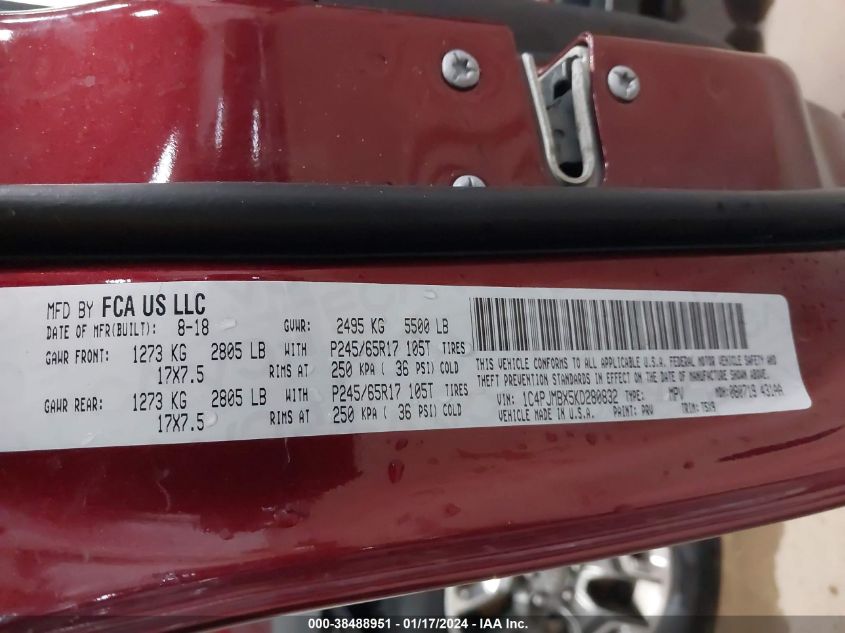 MFD BY FCA US LLC
DATE OF MFR(BUILT): 8-18 GVWR: 2495 KG 5500 LB
GAWR FRONT: 1273 KG 2805 LB WITH P245/65R17 105T TIRES
17X7.5 RIMS AT 250 KPA ( 36 PSI) COLD
GAWR REAR: 1273 KG 2805 LB WITH P245/65R17 105T TIRES
17X7.5 RIMS AT 250 KPA ( 36 PSI) COLD
THIS VEHICLE CONFORMS TO ALL APPLICABLE U.S.A. FEDERAL MOTOR VEHICLE SAFETY AND
THEFT PREVENTION STANDARDS IN EFFECT ON THE DATE OF MANUFACTURE SHOWN ABOVE.
VIN: 1C4PJMBX5KD280832 TYPE: MPV MDH: 080719 431AA
VEHICLE MADE IN U.S.A. PAINT: PRV TRIM: T5X9
000-38488951 - 01/17/2024 - IAA Inc.